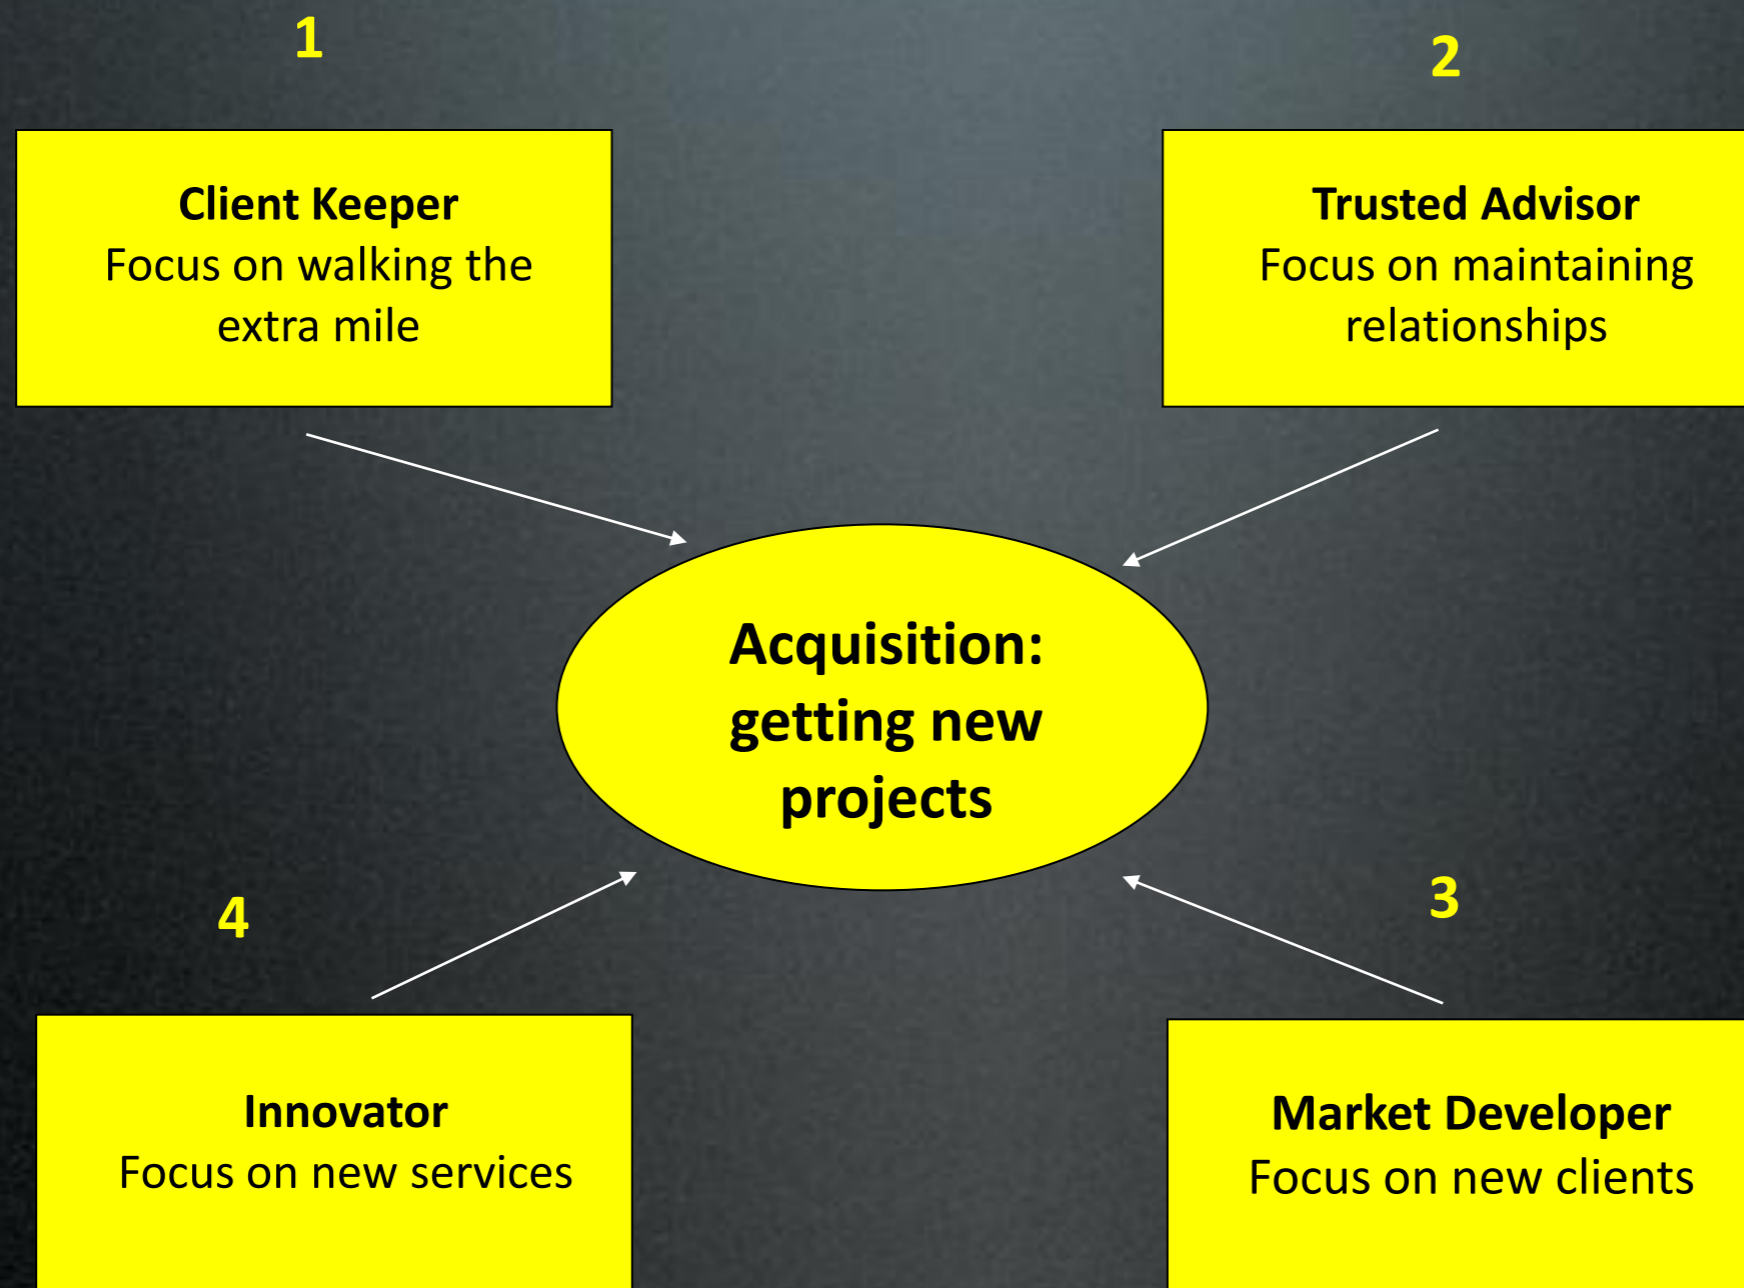 1
Client Keeper
Focus on walking the
extra mile
2
Trusted Advisor
Focus on maintaining
relationships
Acquisition:
getting new
projects
4
Innovator
Focus on new services
3
Market Developer
Focus on new clients